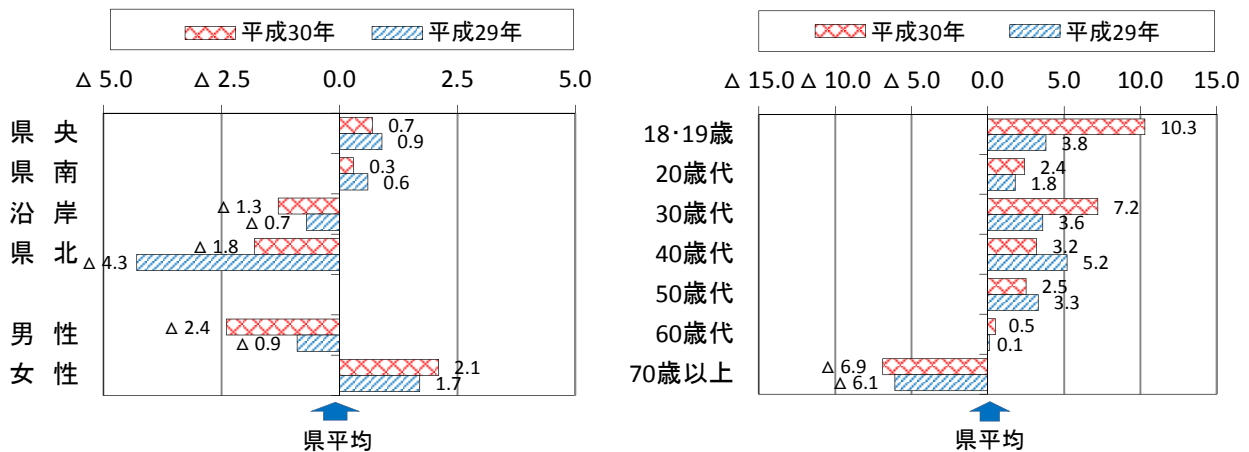 平成30年 平成29年
△ 5.0 △ 2.5 0.0 2.5 5.0
県 央 0.7
0.9
県 南 0.3
0.6
沿 岸 △ 1.3
△ 0.7
県 北 △ 1.8
△ 4.3
男 性 △ 2.4
△ 0.9
女 性 2.1
1.7
県平均
平成30年 平成29年
△ 15.0 △ 10.0 △ 5.0 0.0 5.0 10.0 15.0
18・19歳 10.3
3.8
20歳代 2.4
1.8
30歳代 7.2
3.6
40歳代 3.2
5.2
50歳代 2.5
3.3
60歳代 0.5
0.1
70歳以上 △ 6.9
△ 6.1
県平均